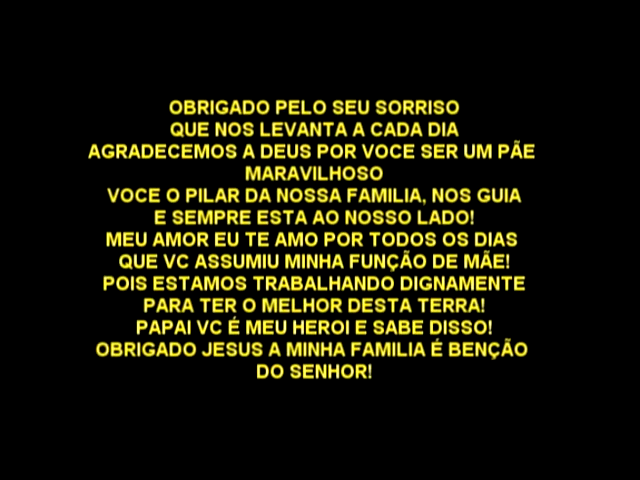 OBRIGADO PELO SEU SORRISO
QUE NOS LEVANTA A CADA DIA
AGRADECEMOS A DEUS POR VOCE SER UM PÃE
MARAVILHOSO
VOCE O PILAR DA NOSSA FAMILIA, NOS GUIA
E SEMPRE ESTA AO NOSSO LADO!
MEU AMOR EU TE AMO POR TODOS OS DIAS
QUE VC ASSUMIU MINHA FUNÇÃO DE MÃE!
POIS ESTAMOS TRABALHANDO DIGNAMENTE
PARA TER O MELHOR DESTA TERRA!
PAPAI VC É MEU HEROI E SABE DISSO!
OBRIGADO JESUS A MINHA FAMILIA É BENÇÃO
DO SENHOR!